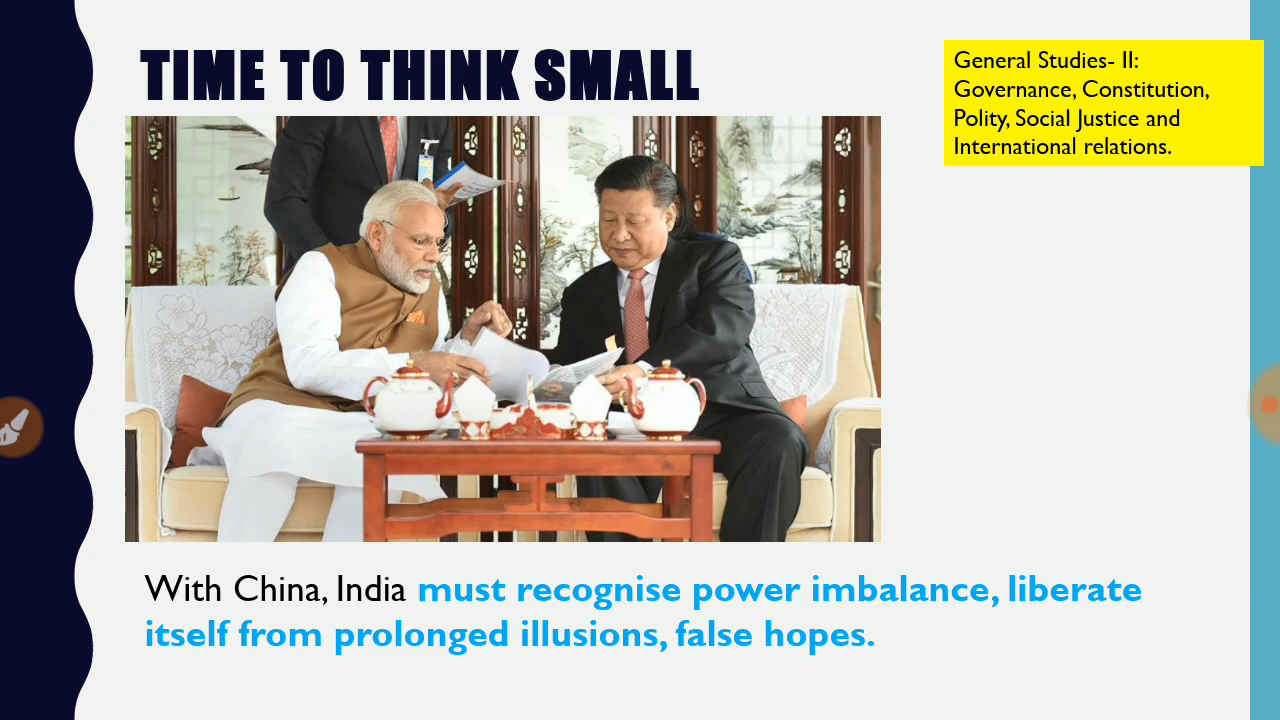 TIME TO THINK SMALL
General Studies- II:
Governance, Constitution,
Polity, Social Justice and
International relations.
With China, India must recognise power imbalance, liberate
itself from prolonged illusions, false hopes.